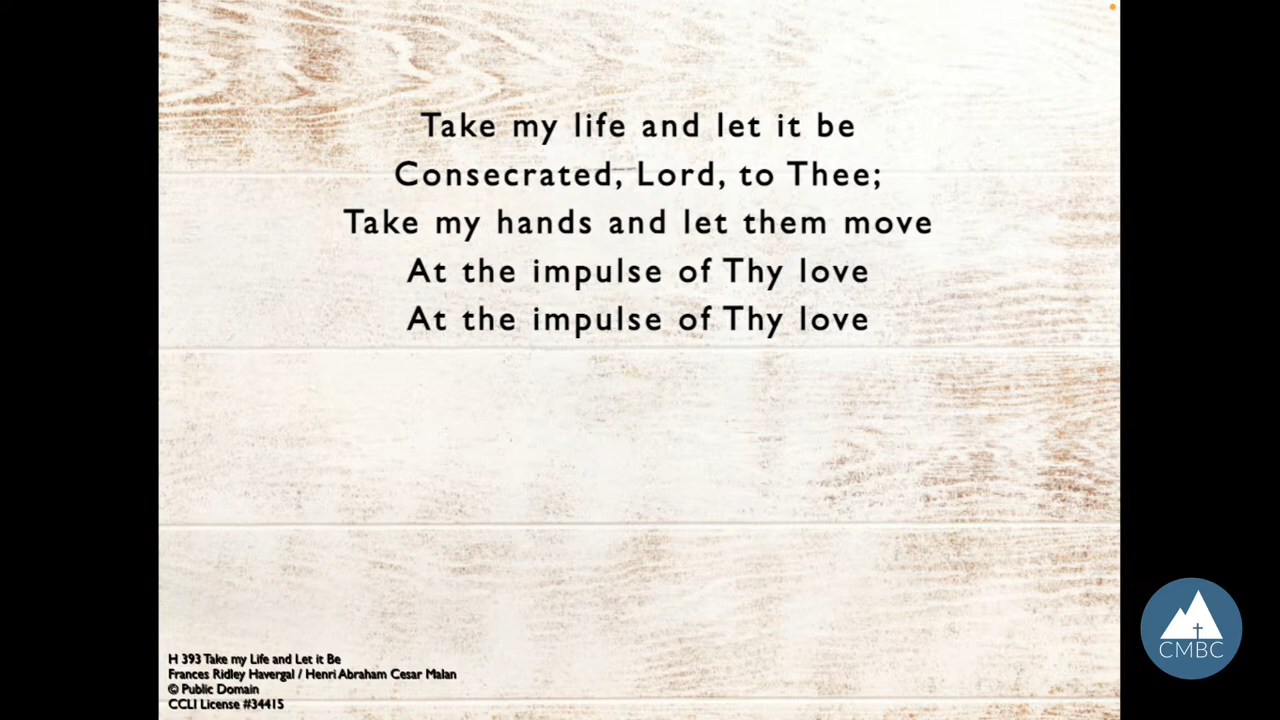 Take my life and let it be
Consecrated, Lord, to Thee;
Take my hands and let them move
At the impulse of Thy love
At the impulse of Thy love
H 393 Take my Life and Let it Be
Frances Ridley Havergal / Henri Abraham Cesar Malan
© Public Domain
CCLI License #34415
CMBC